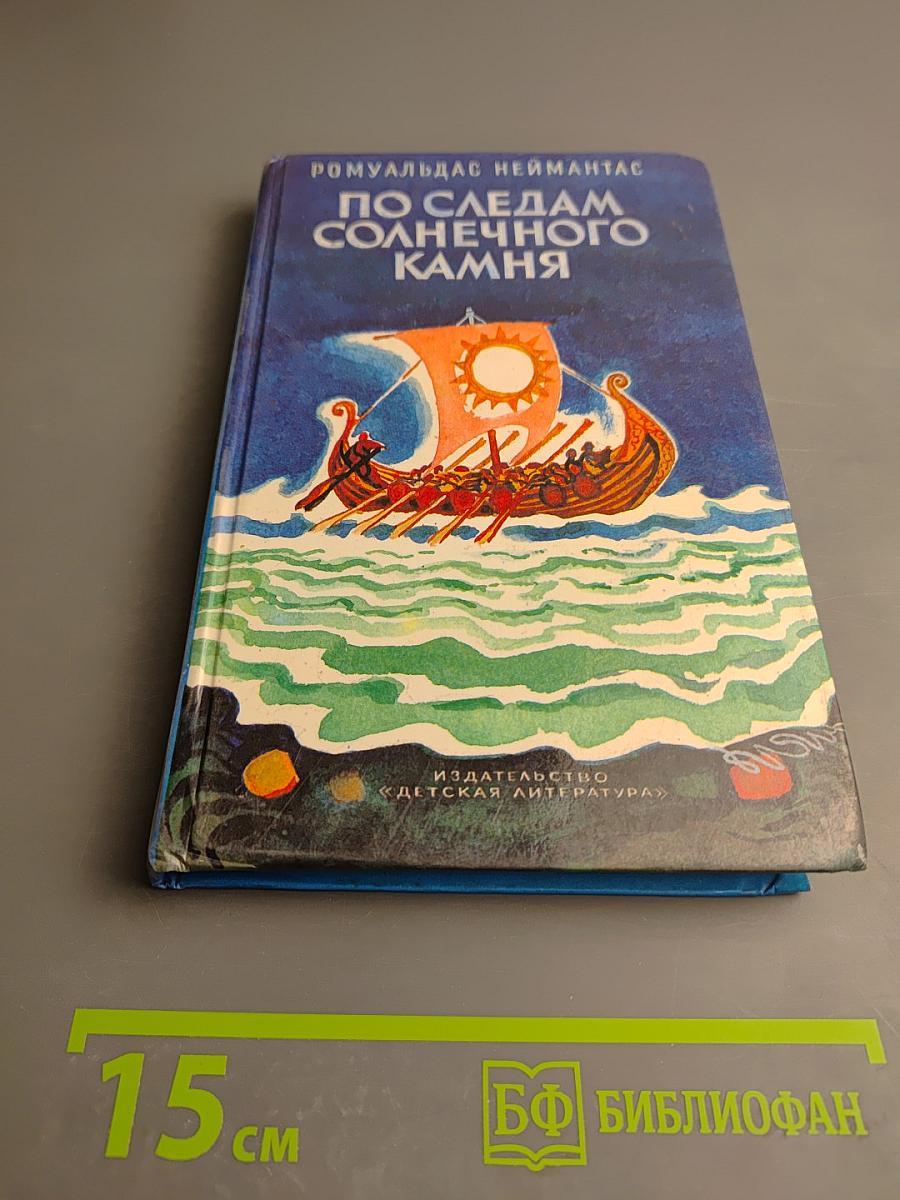 РОМУАЛЬДАС НЕЙМАНТАС
ПО СЛЕДАМ
СОЛНЕЧНОГО
КАМНЯ
ИЗДАТЕЛЬСТВО
«ДЕТСКАЯ ЛИТЕРАТУРА»
15 см
БФ БИБЛИОФАН